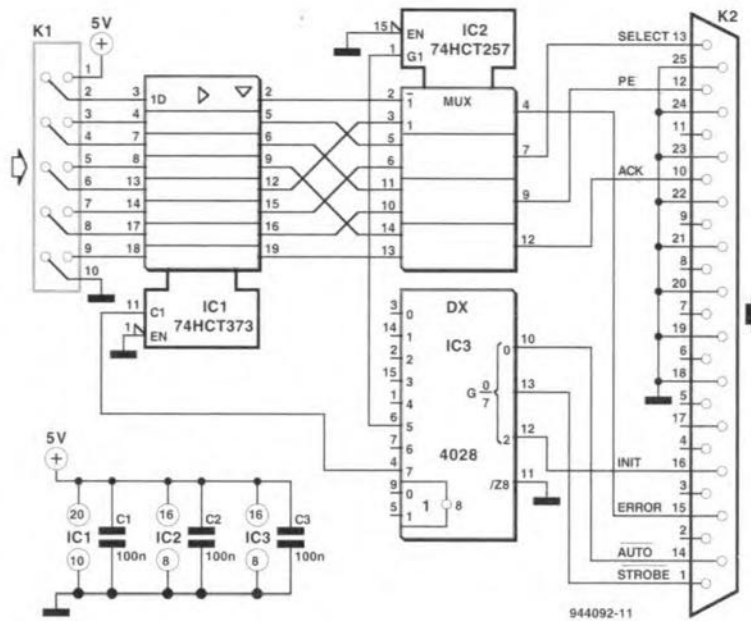 K1
5V
1
2
3
4
5
6
7
8
9
10
3 1D 2
4 5
7 6
8 9
13 12
14 15
17 16
18 19
11 C1
1 EN
IC1
74HCT373
15 EN
1 G1
IC2
74HCT257
MUX
2 1
3 1
5
6
11
10
14
13
4
7
9
12
DX
IC3
4028
3 0
14 1
2 2
15 3
1 4
6 5
7 6
4 7
9 0
5 1
1 8
G 0/7
0 10
13
2 12
/Z8 11
K2
SELECT 13
25
PE 12
24
11
23
ACK 10
22
9
21
8
20
7
19
6
18
5
17
4
INIT 16
3
ERROR 15
2
AUTO 14
STROBE 1
5V
20 IC1 10
C1 100n
16 IC2 8
C2 100n
16 IC3 8
C3 100n
944092-11